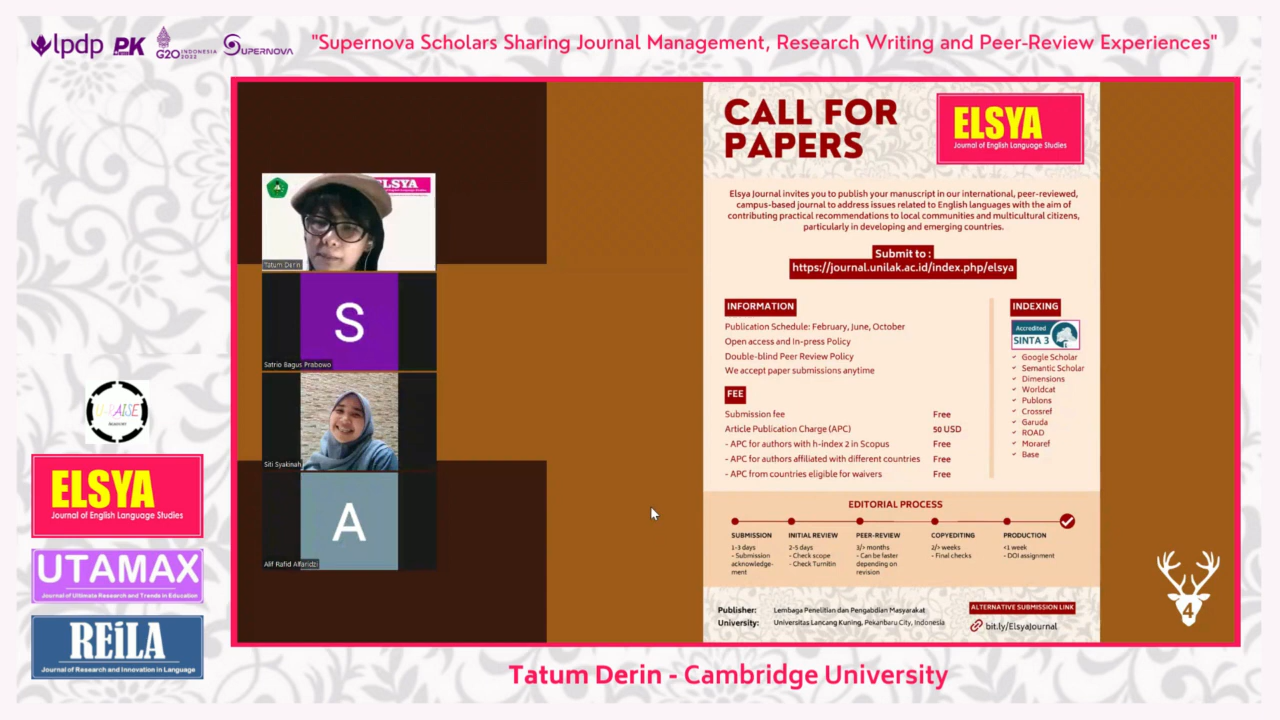 lpdp PK G20 INDONESIA 2022 SUPERNOVA
"Supernova Scholars Sharing Journal Management, Research Writing and Peer-Review Experiences"
ELSYA
Tatum Derin
S
Satrio Bagus Prabowo
Siti Syakinah
A
Alif Rafid Alfaridzi
CALL FOR
PAPERS
ELSYA
Journal of English Language Studies
Elsya Journal invites you to publish your manuscript in our international, peer-reviewed,
campus-based journal to address issues related to English languages with the aim of
contributing practical recommendations to local communities and multicultural citizens,
particularly in developing and emerging countries.
Submit to :
https://journal.unilak.ac.id/index.php/elsya
INFORMATION
Publication Schedule: February, June, October
Open access and In-press Policy
Double-blind Peer Review Policy
We accept paper submissions anytime
FEE
Submission fee Free
Article Publication Charge (APC) 50 USD
- APC for authors with h-index 2 in Scopus Free
- APC for authors affiliated with different countries Free
- APC from countries eligible for waivers Free
INDEXING
Accredited
SINTA 3
Google Scholar
Semantic Scholar
Dimensions
Worldcat
Publons
Crossref
Garuda
ROAD
Moraref
Base
EDITORIAL PROCESS
SUBMISSION
1-3 days
- Submission
acknowledge-
ment
INITIAL REVIEW
2-5 days
- Check scope
- Check Turnitin
PEER-REVIEW
3/> months
- Can be faster
depending on
revision
COPYEDITING
2/> weeks
- Final checks
PRODUCTION
<1 week
- DOI assignment
Publisher: Lembaga Penelitian dan Pengabdian Masyarakat
University: Universitas Lancang Kuning, Pekanbaru City, Indonesia
ALTERNATIVE SUBMISSION LINK
bit.ly/ElsyaJournal
U-RAISE
ACADEMY
ELSYA
Journal of English Language Studies
UTAMAX
Journal of Ultimate Research and Trends in Education
REiLA
Journal of Research and Innovation in Language
4
Tatum Derin - Cambridge University